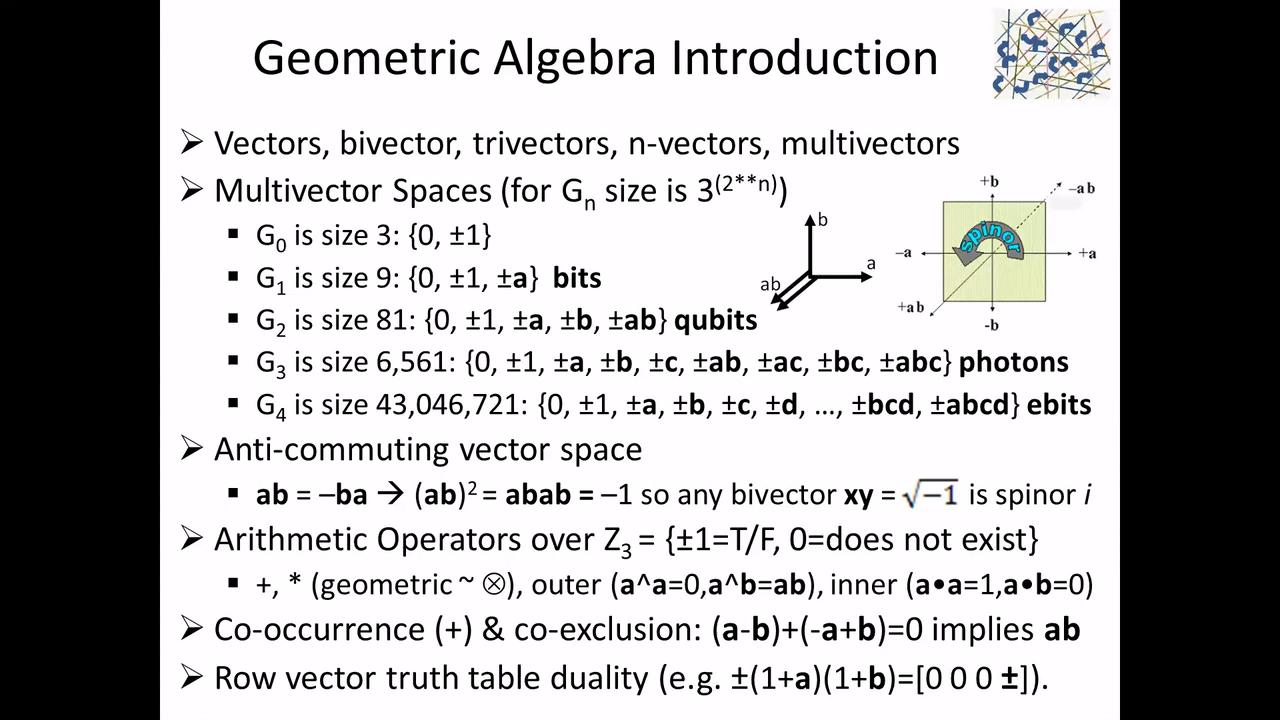 Geometric Algebra Introduction
➢ Vectors, bivector, trivectors, n-vectors, multivectors
➢ Multivector Spaces (for Gₙ size is 3^(2**n))
▪ G₀ is size 3: {0, ±1}
▪ G₁ is size 9: {0, ±1, ±a} bits
▪ G₂ is size 81: {0, ±1, ±a, ±b, ±ab} qubits
▪ G₃ is size 6,561: {0, ±1, ±a, ±b, ±c, ±ab, ±ac, ±bc, ±abc} photons
▪ G₄ is size 43,046,721: {0, ±1, ±a, ±b, ±c, ±d, …, ±bcd, ±abcd} ebits
b
a
ab
+b
–ab
spinor
–a
+a
+ab
-b
➢ Anti-commuting vector space
▪ ab = –ba → (ab)² = abab = –1 so any bivector xy = √−1 is spinor i
➢ Arithmetic Operators over Z₃ = {±1=T/F, 0=does not exist}
▪ +, * (geometric ~ ⊗), outer (a^a=0,a^b=ab), inner (a•a=1,a•b=0)
➢ Co-occurrence (+) & co-exclusion: (a-b)+(-a+b)=0 implies ab
➢ Row vector truth table duality (e.g. ±(1+a)(1+b)=[0 0 0 ±]).